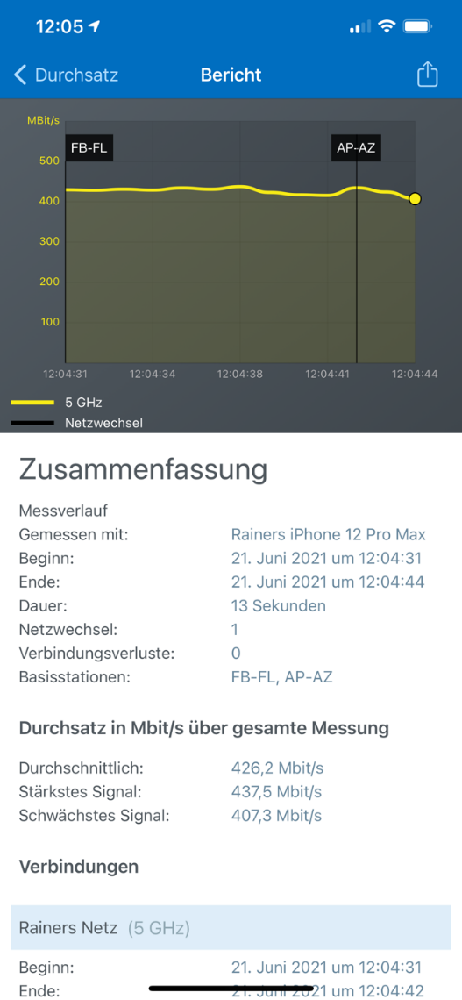 12:05
Durchsatz
Bericht
MBit/s
FB-FL
AP-AZ
500
400
300
200
100
12:04:31 12:04:34 12:04:38 12:04:41 12:04:44
5 GHz
Netzwechsel
Zusammenfassung
Messverlauf
Gemessen mit: Rainers iPhone 12 Pro Max
Beginn: 21. Juni 2021 um 12:04:31
Ende: 21. Juni 2021 um 12:04:44
Dauer: 13 Sekunden
Netzwechsel: 1
Verbindungsverluste: 0
Basisstationen: FB-FL, AP-AZ
Durchsatz in Mbit/s über gesamte Messung
Durchschnittlich: 426,2 Mbit/s
Stärkstes Signal: 437,5 Mbit/s
Schwächstes Signal: 407,3 Mbit/s
Verbindungen
Rainers Netz (5 GHz)
Beginn: 21. Juni 2021 um 12:04:31
Ende: 21. Juni 2021 um 12:04:42